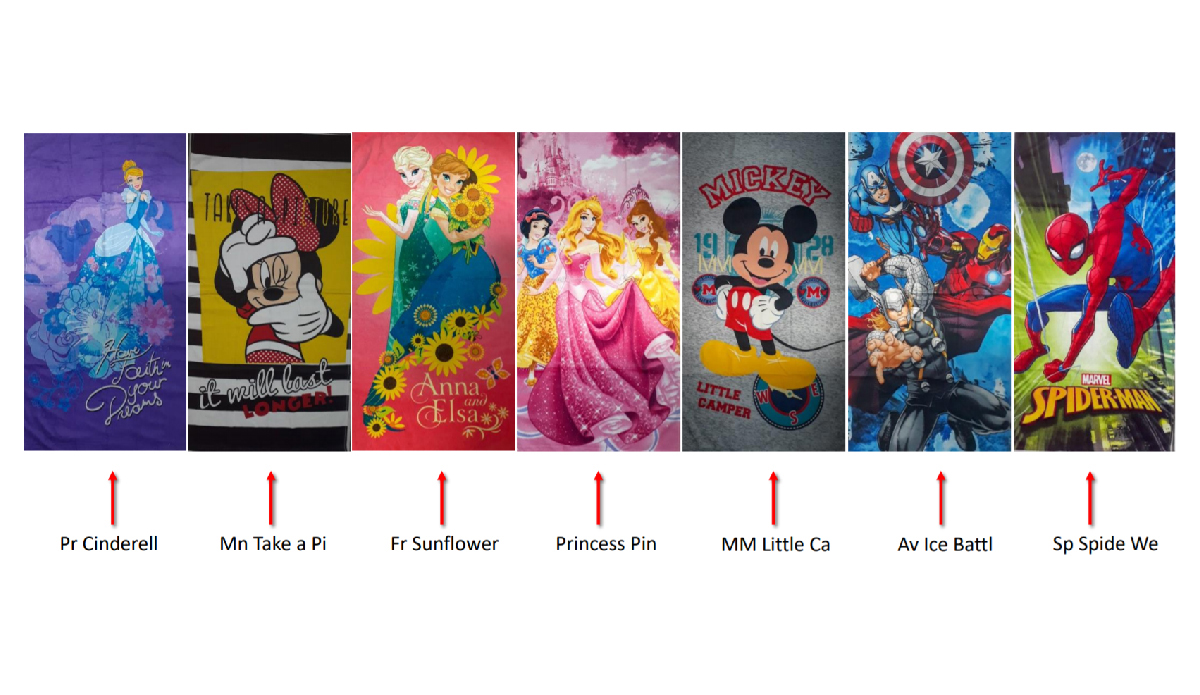 Have
Faith in
your
Dreams
TAKE A PICTURE
it will last
LONGER!
Anna
and
Elsa
MICKEY
19 28
M M
LITTLE
CAMPER
W S E
MARVEL
SPIDER-MAN
Pr Cinderell
Mn Take a Pi
Fr Sunflower
Princess Pin
MM Little Ca
Av Ice Battl
Sp Spide We